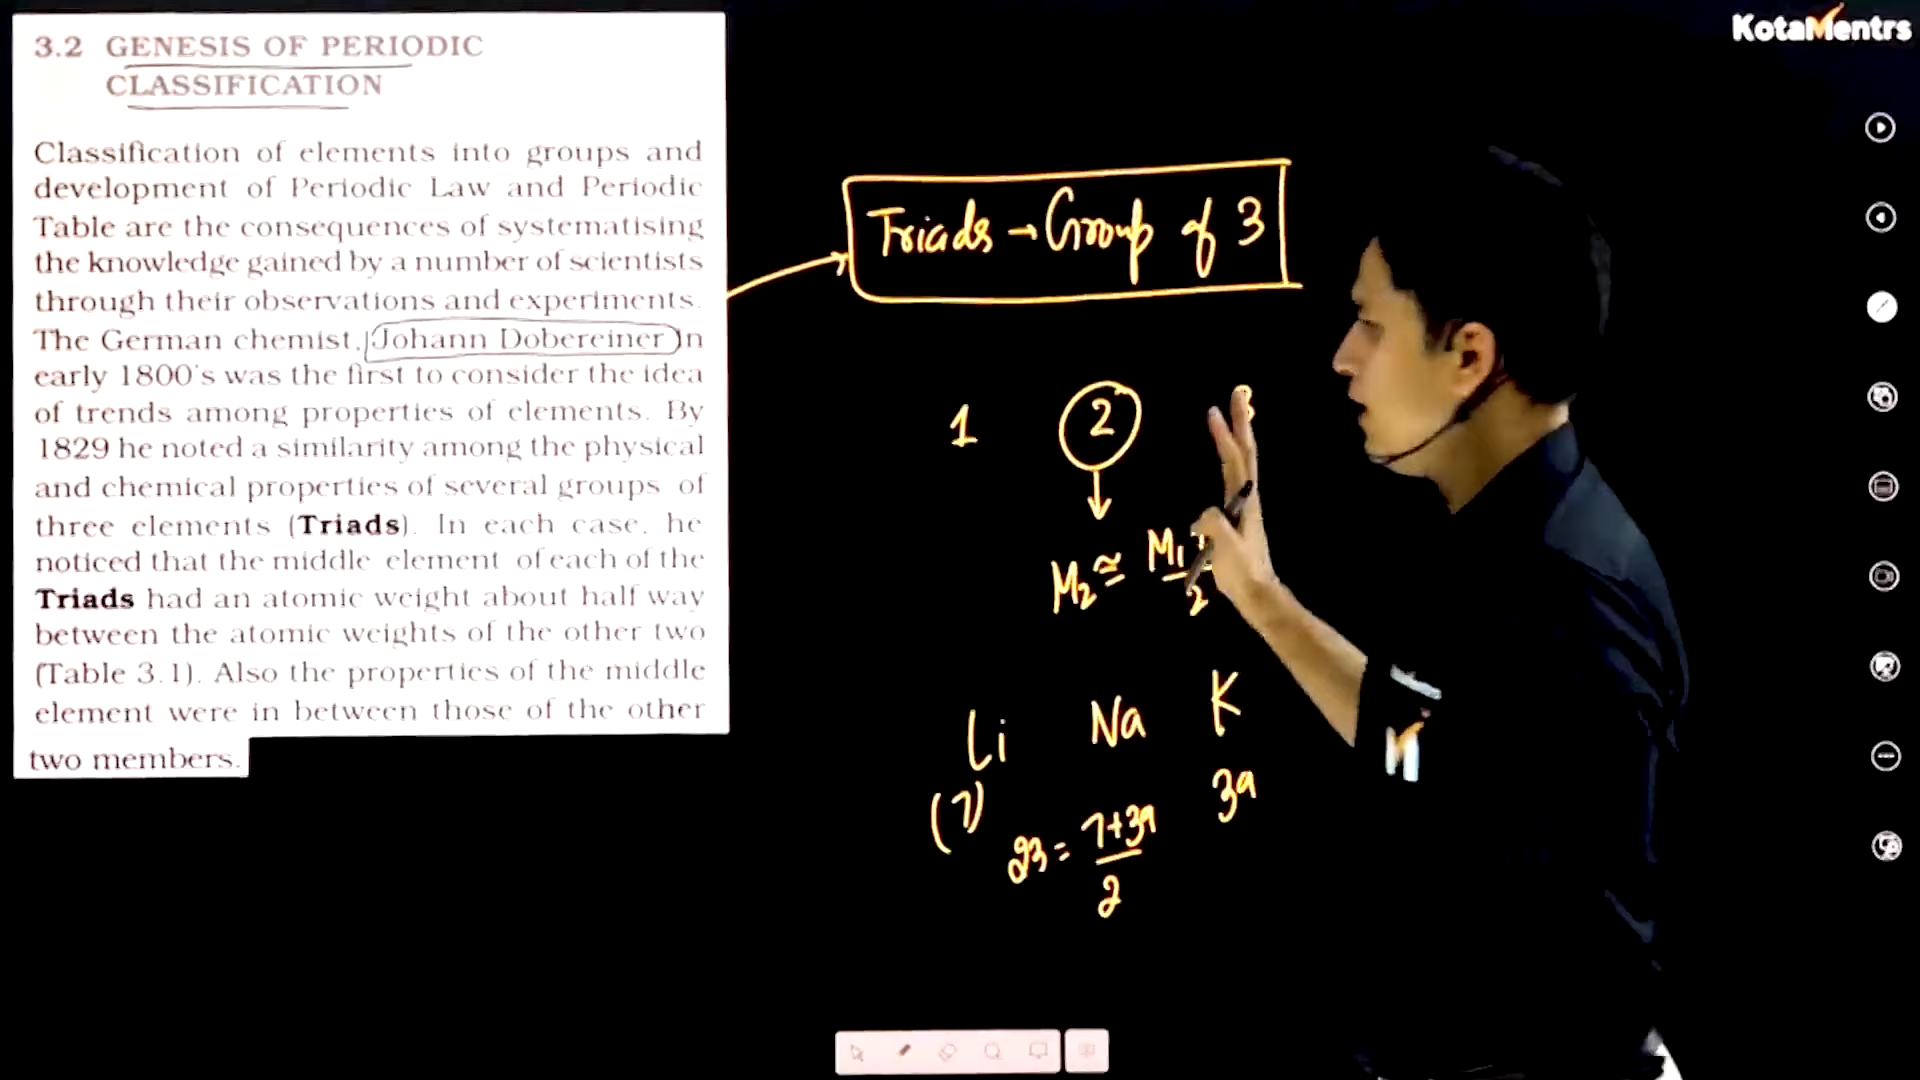 KotaMentrs
3.2 GENESIS OF PERIODIC
CLASSIFICATION
Classification of elements into groups and
development of Periodic Law and Periodic
Table are the consequences of systematising
the knowledge gained by a number of scientists
through their observations and experiments.
The German chemist, Johann Dobereiner in
early 1800's was the first to consider the idea
of trends among properties of elements. By
1829 he noted a similarity among the physical
and chemical properties of several groups of
three elements (Triads). In each case, he
noticed that the middle element of each of the
Triads had an atomic weight about half way
between the atomic weights of the other two
(Table 3.1). Also the properties of the middle
element were in between those of the other
two members.
Triads → Group of 3
1 2 3
M₂ ≅ M₁
2
Li Na K
(7) 39
23 = 7+39
2